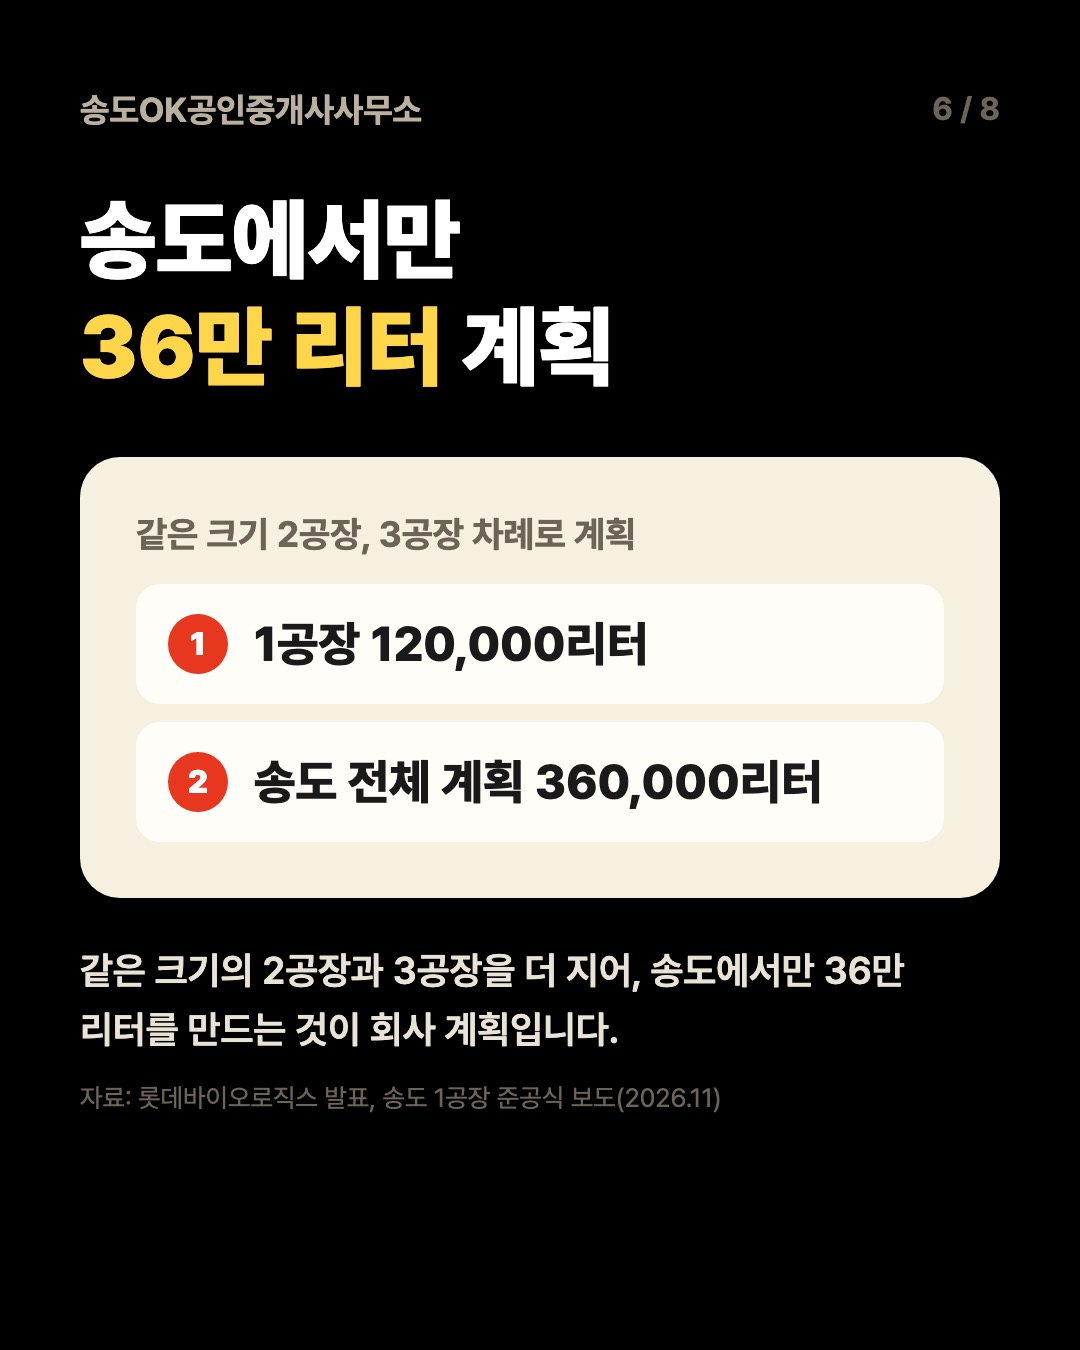 송도OK공인중개사사무소
6 / 8
송도에서만
36만 리터 계획
같은 크기 2공장, 3공장 차례로 계획
1 1공장 120,000리터
2 송도 전체 계획 360,000리터
같은 크기의 2공장과 3공장을 더 지어, 송도에서만 36만
리터를 만드는 것이 회사 계획입니다.
자료: 롯데바이오로직스 발표, 송도 1공장 준공식 보도(2026.11)